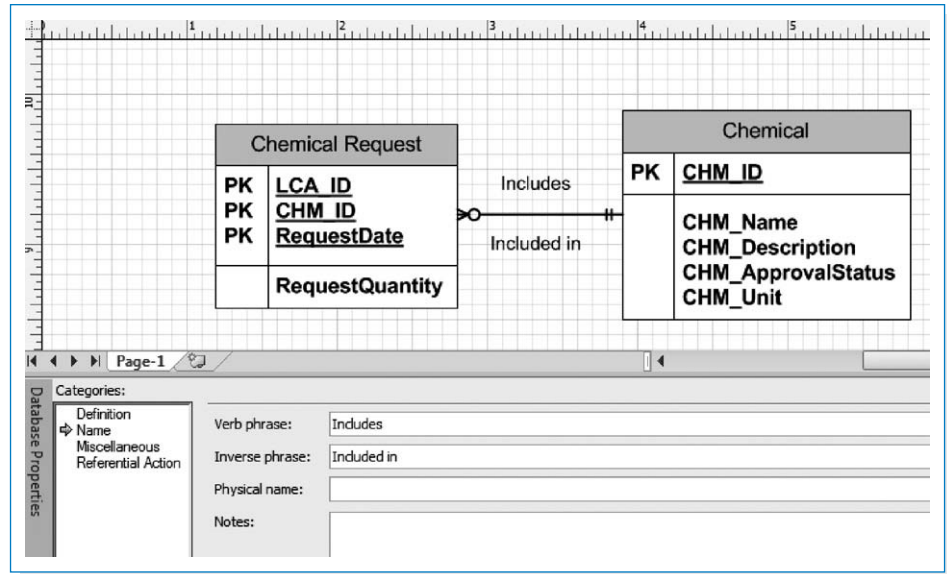 1 2 3 4 5
10
9
Chemical Request
PK LCA_ID
PK CHM_ID
PK RequestDate
RequestQuantity
Includes
Included in
Chemical
PK CHM_ID
CHM_Name
CHM_Description
CHM_ApprovalStatus
CHM_Unit
Page-1
Database Properties
Categories:
Definition
Name
Miscellaneous
Referential Action
Verb phrase: Includes
Inverse phrase: Included in
Physical name:
Notes: